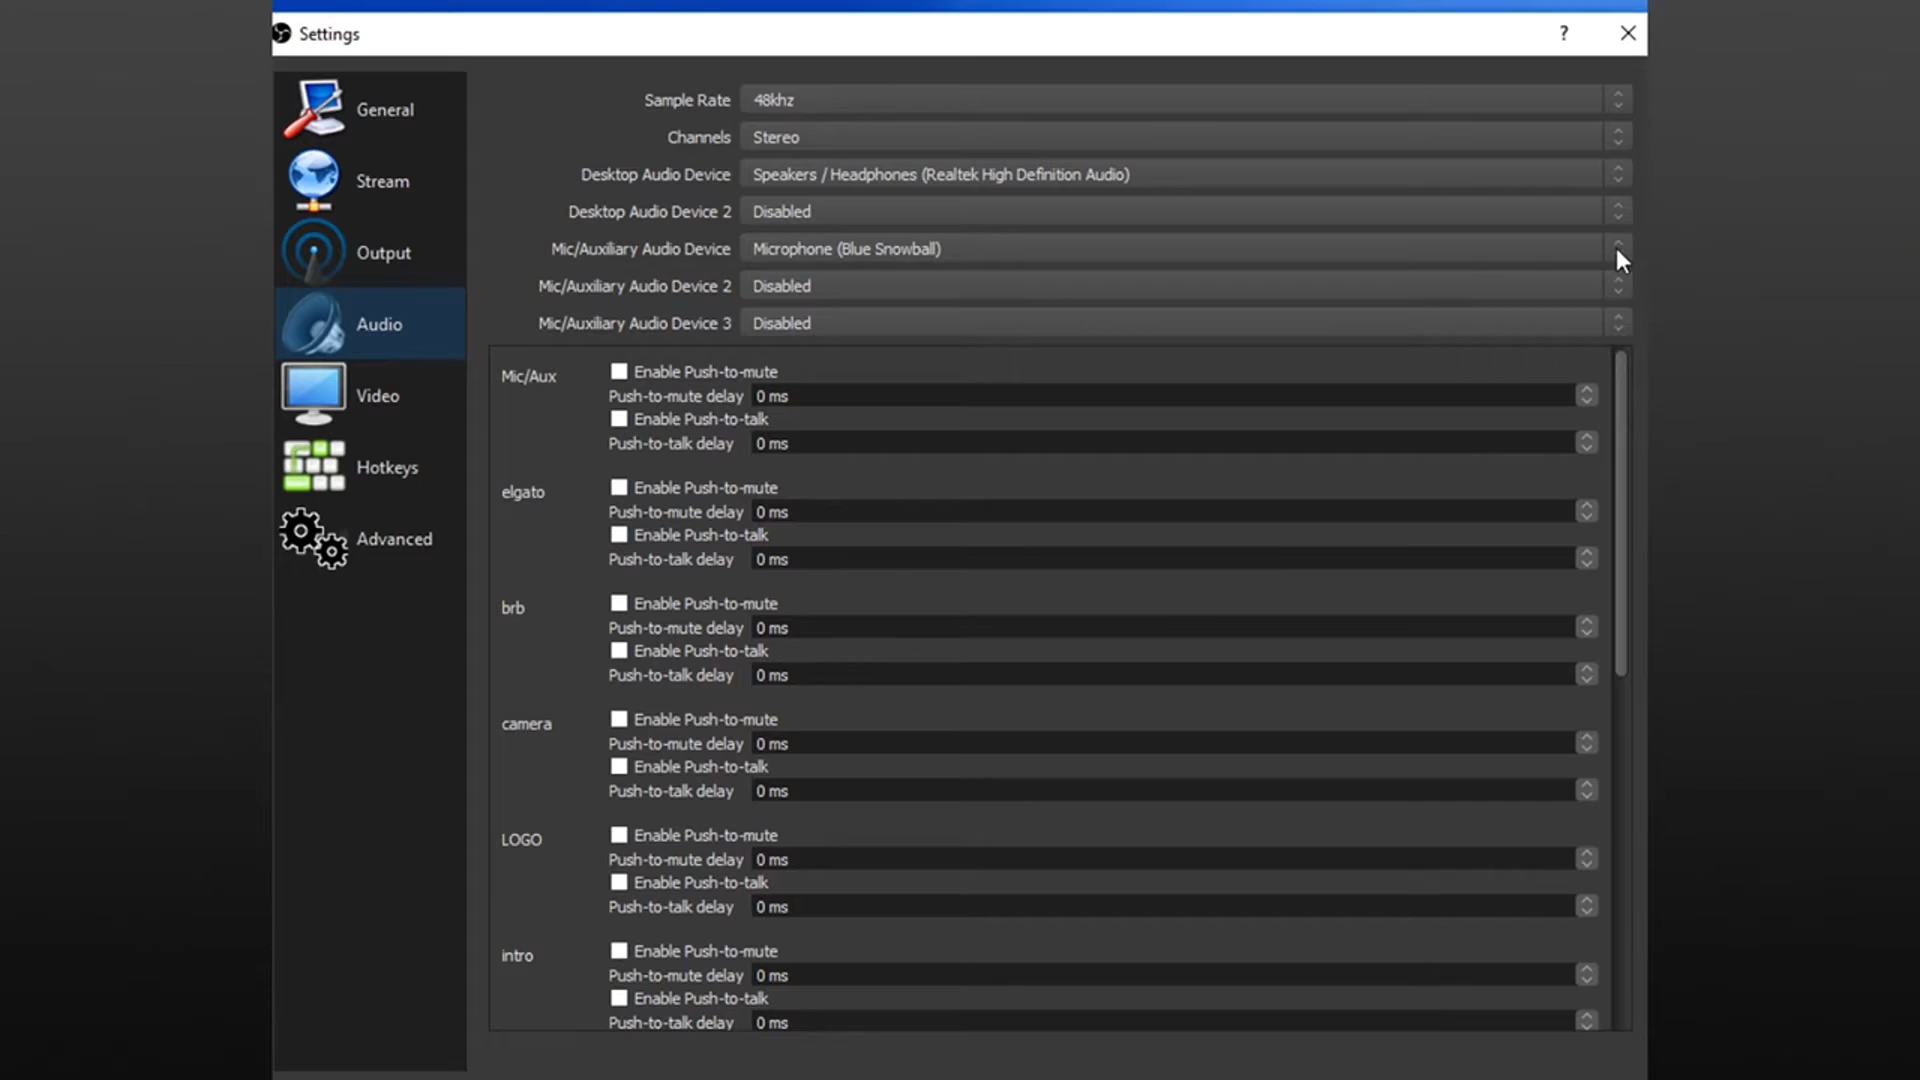 Settings
?
General
Stream
Output
Audio
Video
Hotkeys
Advanced
Sample Rate 48khz
Channels Stereo
Desktop Audio Device Speakers / Headphones (Realtek High Definition Audio)
Desktop Audio Device 2 Disabled
Mic/Auxiliary Audio Device Microphone (Blue Snowball)
Mic/Auxiliary Audio Device 2 Disabled
Mic/Auxiliary Audio Device 3 Disabled
Mic/Aux
Enable Push-to-mute
Push-to-mute delay 0 ms
Enable Push-to-talk
Push-to-talk delay 0 ms
elgato
Enable Push-to-mute
Push-to-mute delay 0 ms
Enable Push-to-talk
Push-to-talk delay 0 ms
brb
Enable Push-to-mute
Push-to-mute delay 0 ms
Enable Push-to-talk
Push-to-talk delay 0 ms
camera
Enable Push-to-mute
Push-to-mute delay 0 ms
Enable Push-to-talk
Push-to-talk delay 0 ms
LOGO
Enable Push-to-mute
Push-to-mute delay 0 ms
Enable Push-to-talk
Push-to-talk delay 0 ms
intro
Enable Push-to-mute
Push-to-mute delay 0 ms
Enable Push-to-talk
Push-to-talk delay 0 ms